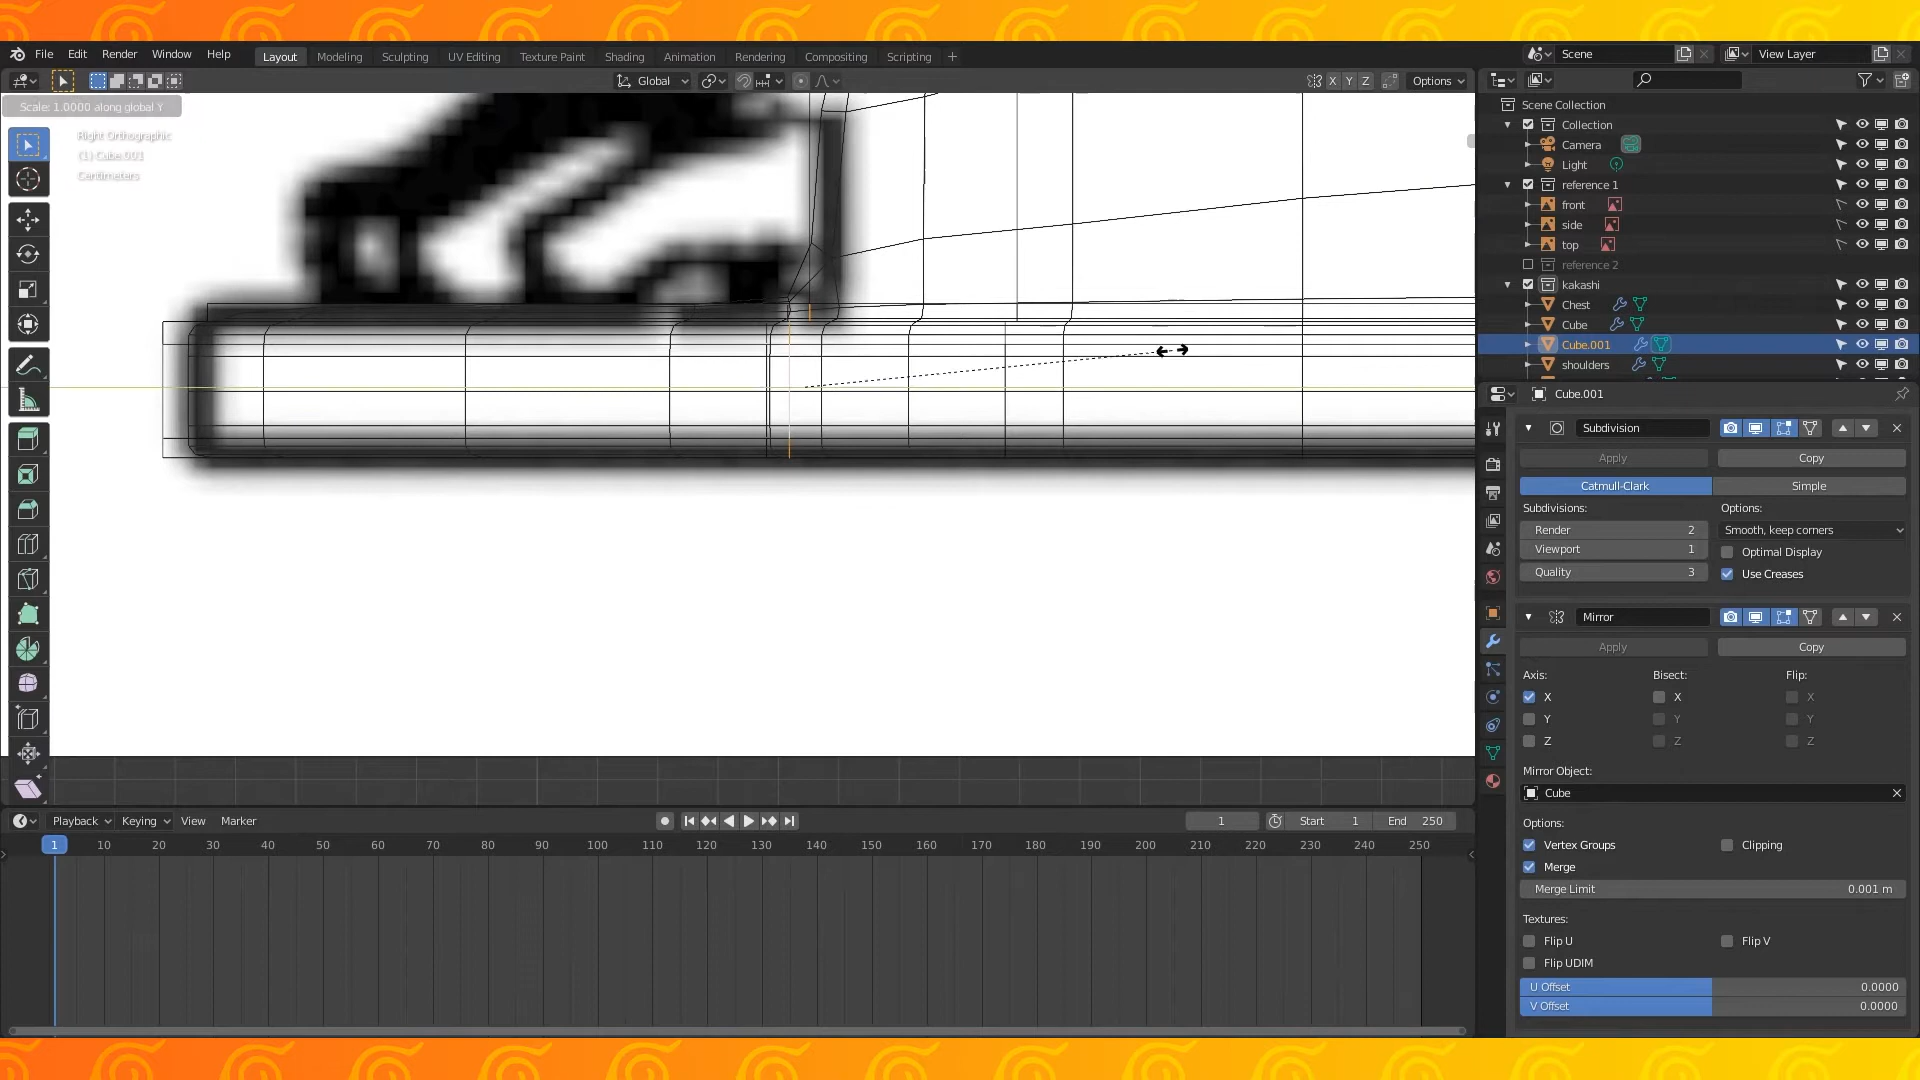 File Edit Render Window Help Layout Modeling Sculpting UV Editing Texture Paint Shading Animation Rendering Compositing Scripting +
Scene View Layer
Global Options X Y Z
Scale: 1.0000 along global Y
Right Orthographic
(1) Cube.001
Centimeters
Scene Collection
Collection
Camera
Light
reference 1
front
side
top
reference 2
kakashi
Chest
Cube
Cube.001
shoulders
Cube.001
Subdivision
Apply Copy
Catmull-Clark Simple
Subdivisions: Options:
Render 2 Smooth, keep corners
Viewport 1 Optimal Display
Quality 3 Use Creases
Mirror
Apply Copy
Axis: Bisect: Flip:
X X X
Y Y Y
Z Z Z
Mirror Object:
Cube
Options:
Vertex Groups Clipping
Merge
Merge Limit 0.001 m
Textures:
Flip U Flip V
Flip UDIM
U Offset 0.0000
V Offset 0.0000
Playback Keying View Marker 1 Start 1 End 250
1 10 20 30 40 50 60 70 80 90 100 110 120 130 140 150 160 170 180 190 200 210 220 230 240 250